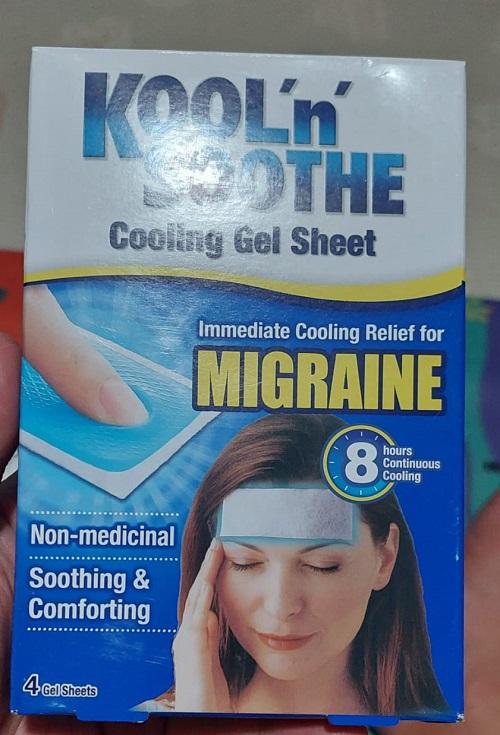 KOOL'n'
SOOTHE
Cooling Gel Sheet
Immediate Cooling Relief for
MIGRAINE
8 hours
Continuous
Cooling
Non-medicinal
Soothing &
Comforting
4 Gel Sheets